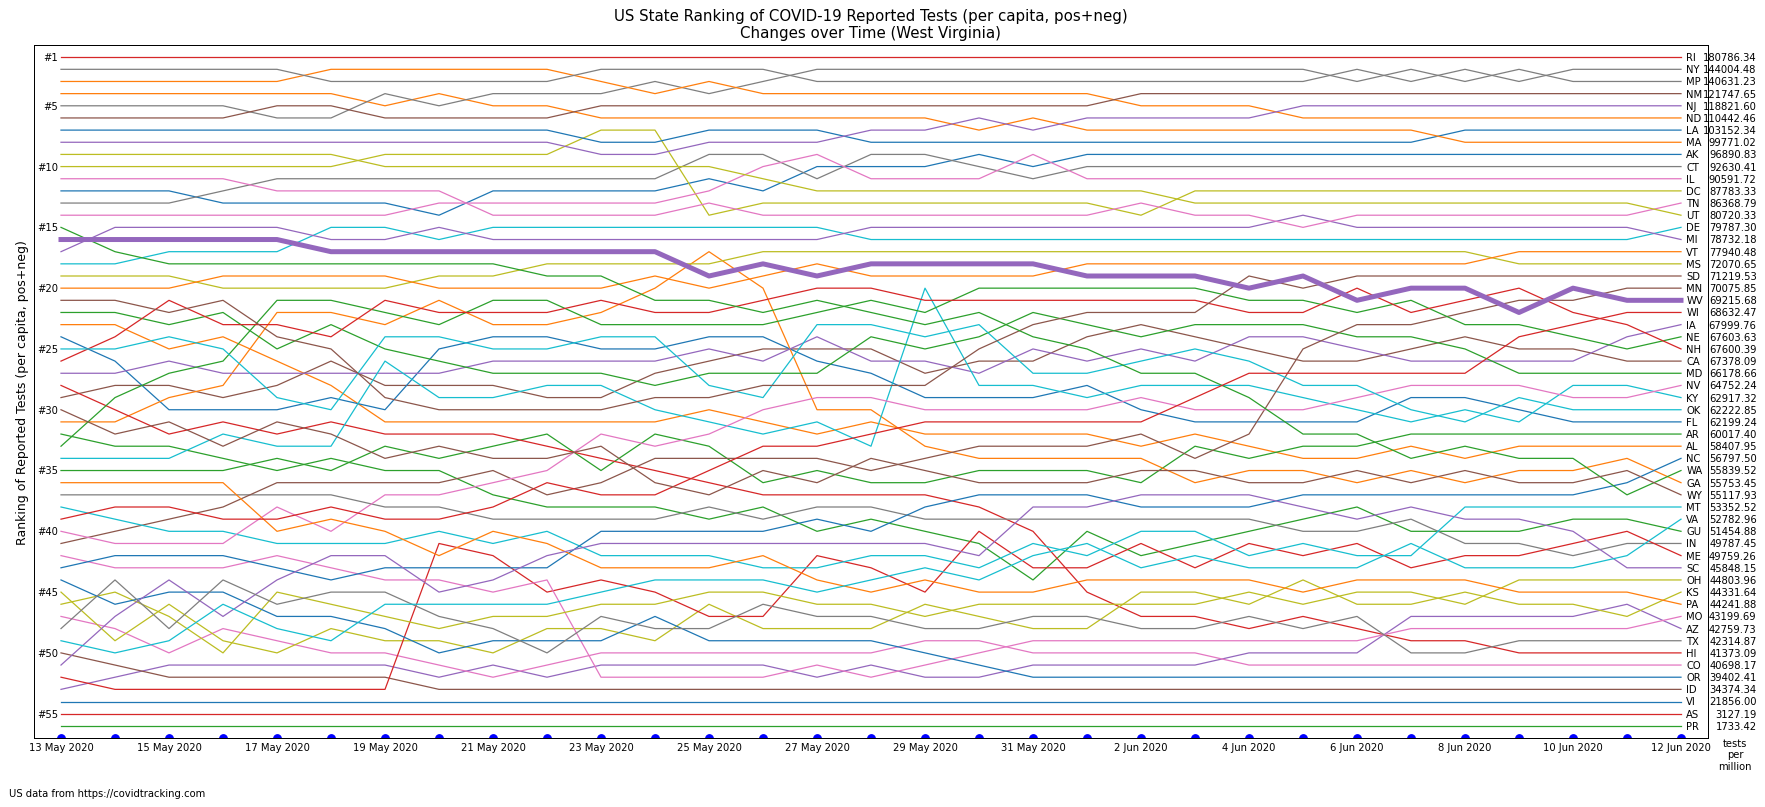 US State Ranking of COVID-19 Reported Tests (per capita, pos+neg)
Changes over Time (West Virginia)
Ranking of Reported Tests (per capita, pos+neg)
#1
#5
#10
#15
#20
#25
#30
#35
#40
#45
#50
#55
RI 180786.34
NY 144004.48
MP 140631.23
NM 121747.65
NJ 118821.60
ND 110442.46
LA 103152.34
MA 99771.02
AK 96890.83
CT 92630.41
IL 90591.72
DC 87783.33
TN 86368.79
UT 80720.33
DE 79787.30
MI 78732.18
VT 77940.48
MS 72070.65
SD 71219.53
MN 70075.85
WV 69215.68
WI 68632.47
IA 67999.76
NE 67603.63
NH 67600.39
CA 67378.09
MD 66178.66
NV 64752.24
KY 62917.32
OK 62222.85
FL 62199.24
AR 60017.40
AL 58407.95
NC 56797.50
WA 55839.52
GA 55753.45
WY 55117.93
MT 53352.52
VA 52782.96
GU 51454.88
IN 49787.45
ME 49759.26
SC 45848.15
OH 44803.96
KS 44331.64
PA 44241.88
MO 43199.69
AZ 42759.73
TX 42314.87
HI 41373.09
CO 40698.17
OR 39402.41
ID 34374.34
VI 21856.00
AS 3127.19
PR 1733.42
13 May 2020 15 May 2020 17 May 2020 19 May 2020 21 May 2020 23 May 2020 25 May 2020 27 May 2020 29 May 2020 31 May 2020 2 Jun 2020 4 Jun 2020 6 Jun 2020 8 Jun 2020 10 Jun 2020 12 Jun 2020
tests
per
million
US data from https://covidtracking.com